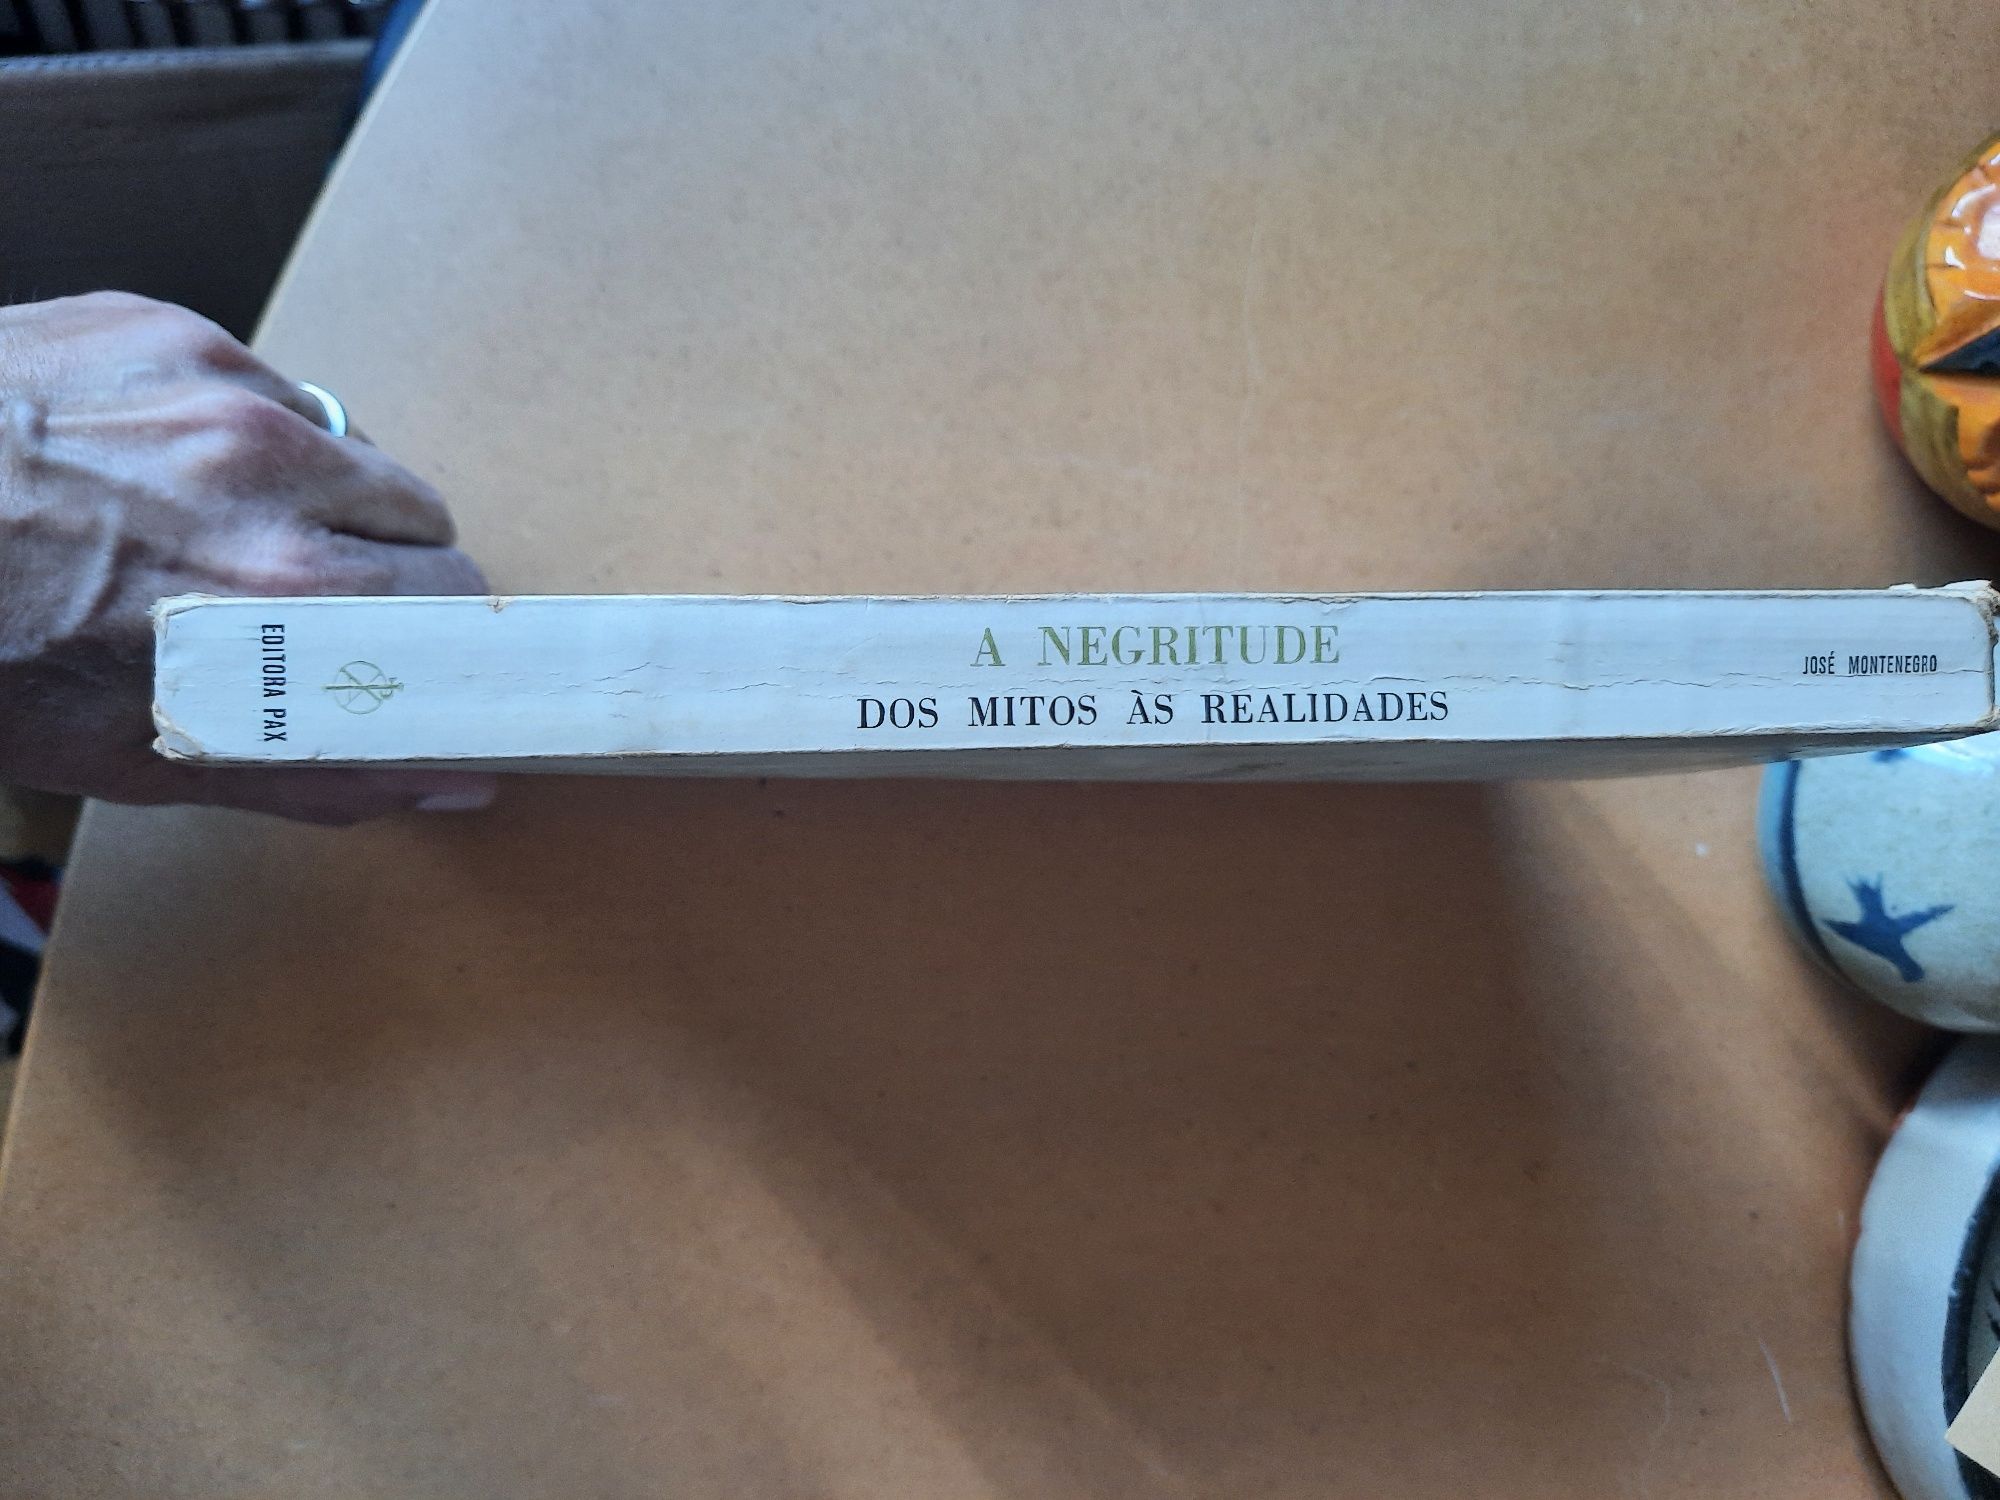 EDITORA PAX
A NEGRITUDE
DOS MITOS ÀS REALIDADES
JOSÉ MONTENEGRO